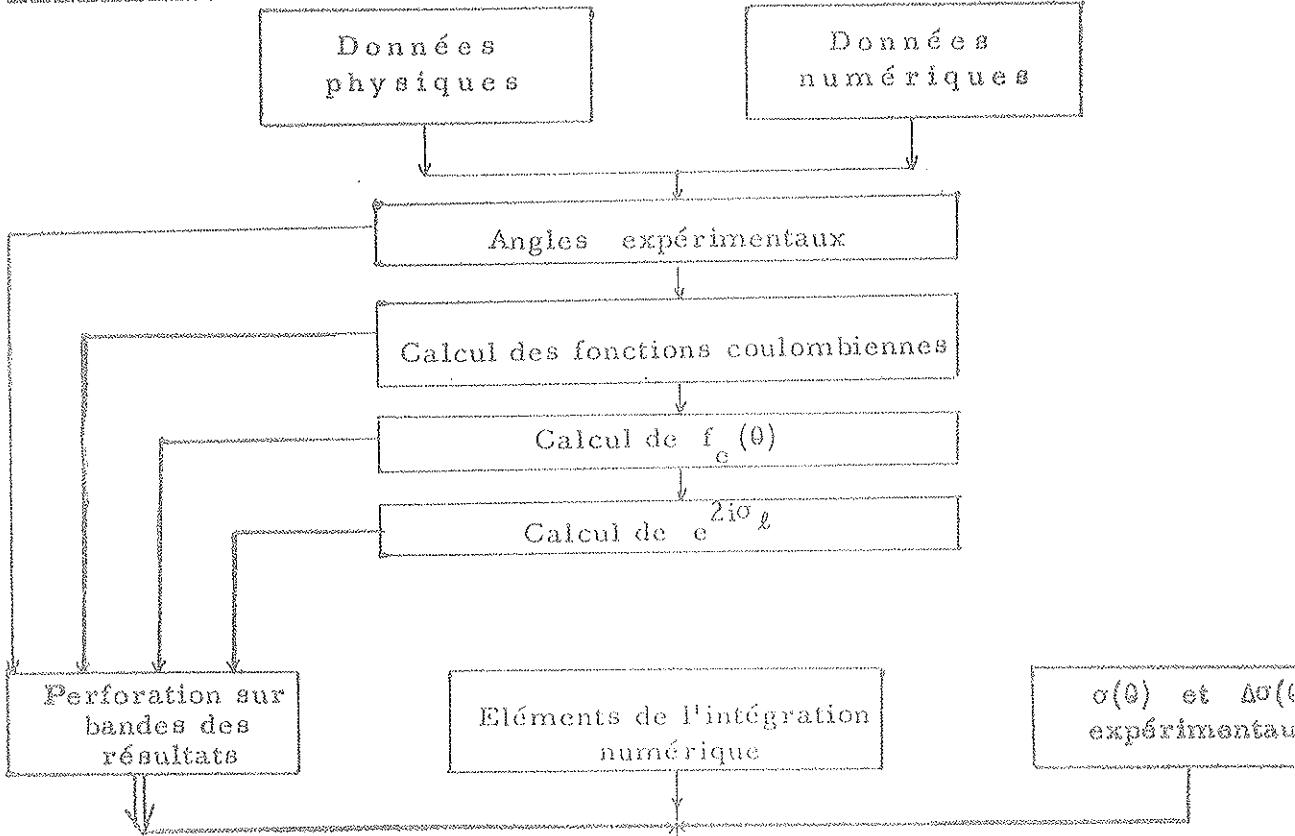 Données
physiques
Données
numériques
Angles expérimentaux
Calcul des fonctions coulombiennes
Calcul de f_c (θ)
Calcul de e^2iσ_ℓ
Perforation sur
bandes des
résultats
Eléments de l'intégration
numérique
σ(θ) et Δσ(θ
expérimentau